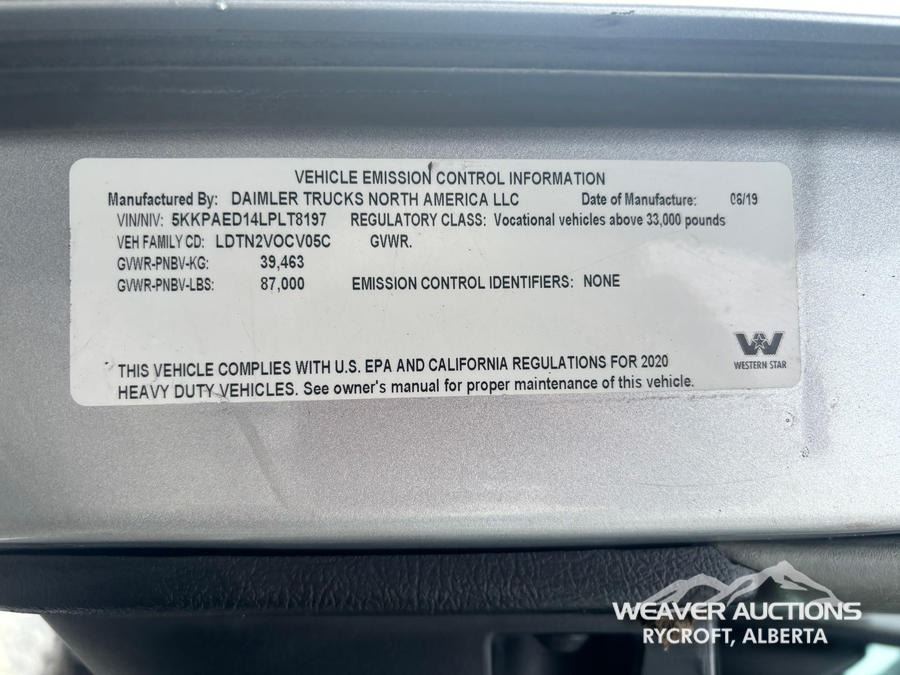 VEHICLE EMISSION CONTROL INFORMATION
Manufactured By: DAIMLER TRUCKS NORTH AMERICA LLC Date of Manufacture: 06/19
VIN/NIV: 5KKPAED14LPLT8197 REGULATORY CLASS: Vocational vehicles above 33,000 pounds
VEH FAMILY CD: LDTN2VOCV05C GVWR.
GVWR-PNBV-KG: 39,463
GVWR-PNBV-LBS: 87,000 EMISSION CONTROL IDENTIFIERS: NONE
THIS VEHICLE COMPLIES WITH U.S. EPA AND CALIFORNIA REGULATIONS FOR 2020
HEAVY DUTY VEHICLES. See owner's manual for proper maintenance of this vehicle.
WESTERN STAR
WEAVER AUCTIONS
RYCROFT, ALBERTA